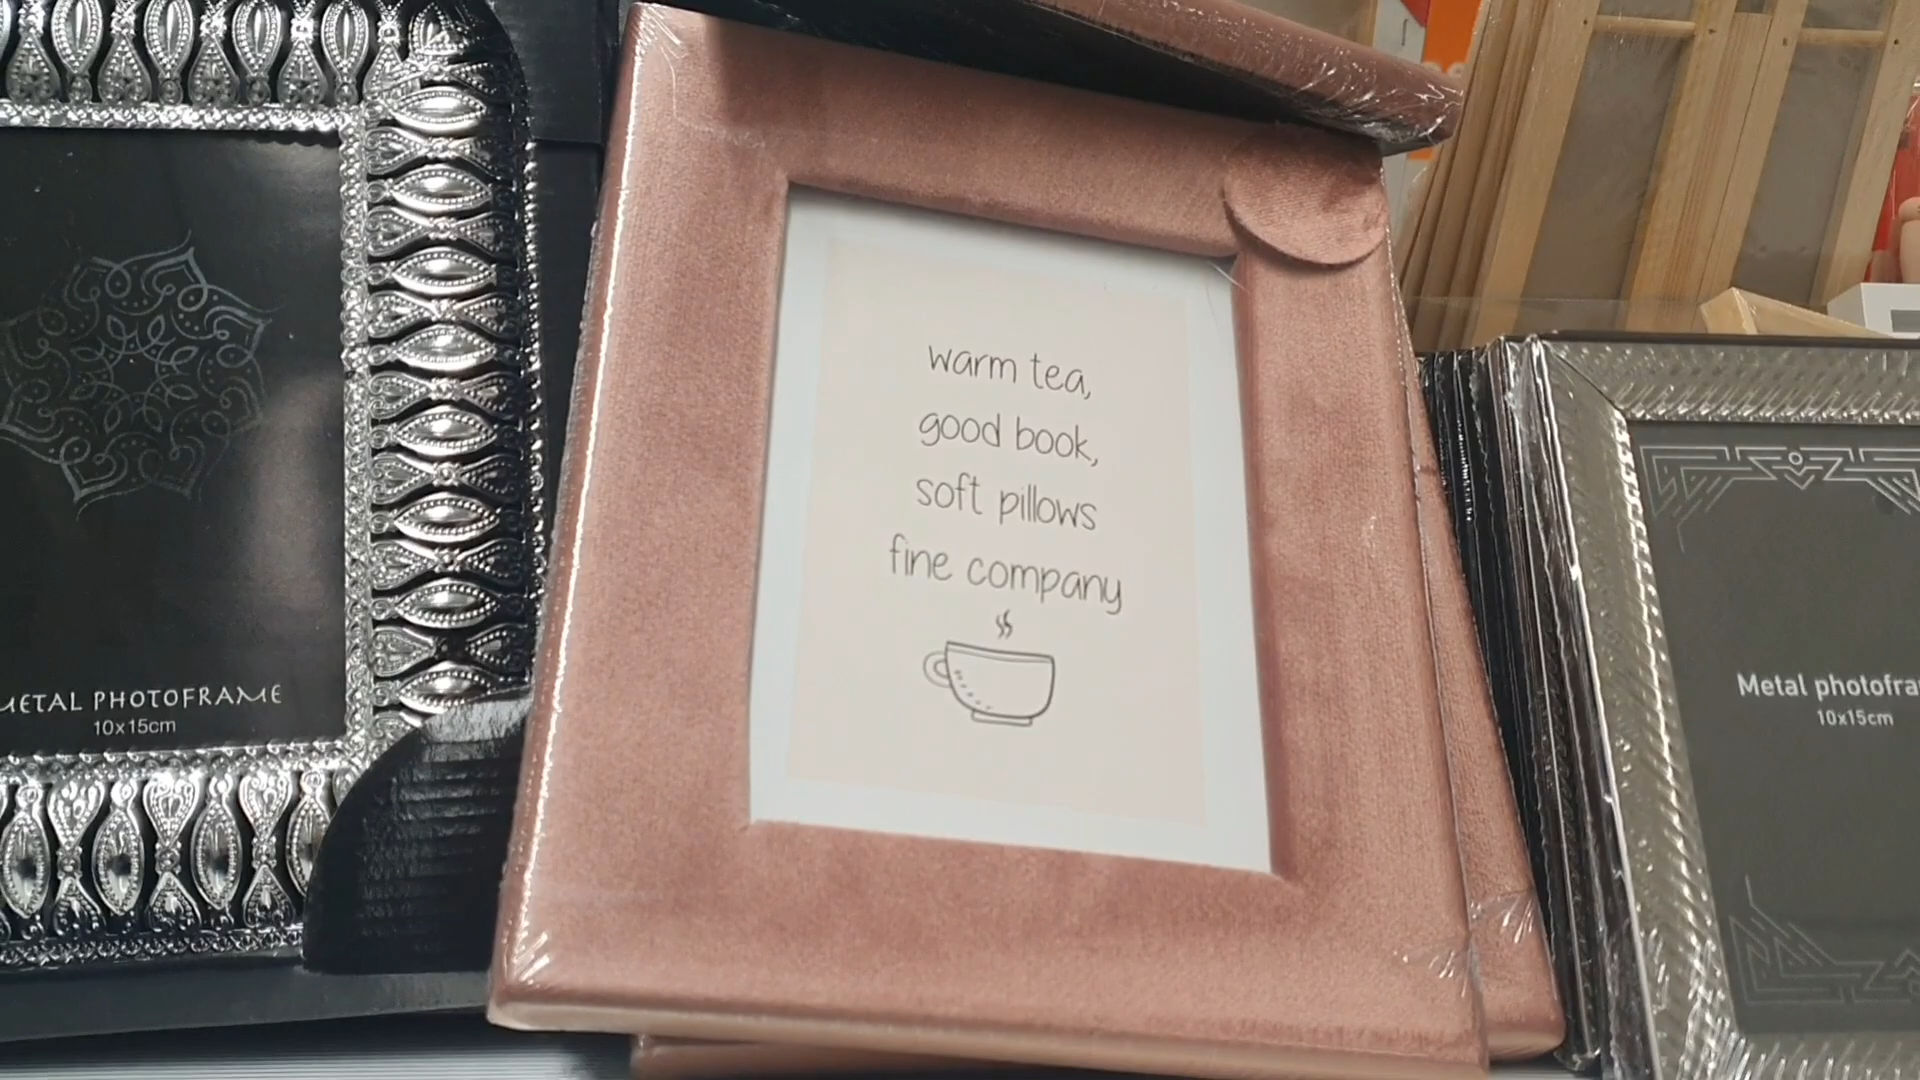 METAL PHOTOFRAME
10x15cm
warm tea,
good book,
soft pillows
fine company
Metal photofra
10x15cm